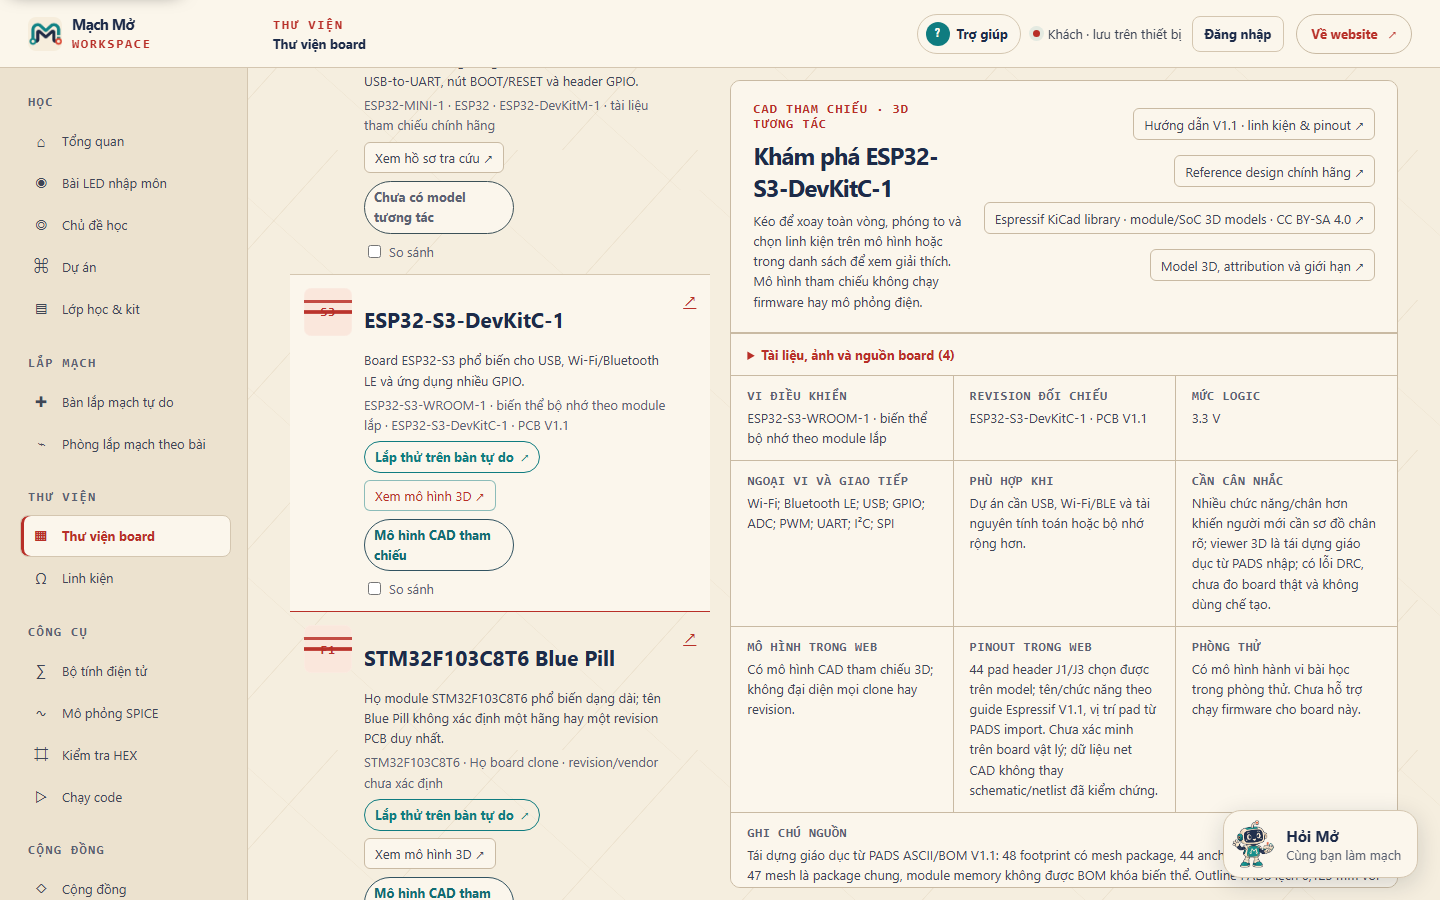 Mạch Mở
WORKSPACE
THƯ VIỆN
Thư viện board
? Trợ giúp
Khách · lưu trên thiết bị
Đăng nhập
Về website ↗
HỌC
Tổng quan
Bài LED nhập môn
Chủ đề học
Dự án
Lớp học & kit
LẮP MẠCH
Bàn lắp mạch tự do
Phòng lắp mạch theo bài
THƯ VIỆN
Thư viện board
Linh kiện
CÔNG CỤ
Bộ tính điện tử
Mô phỏng SPICE
Kiểm tra HEX
Chạy code
CỘNG ĐỒNG
Cộng đồng
USB-to-UART, nút BOOT/RESET và header GPIO.
ESP32-MINI-1 · ESP32 · ESP32-DevKitM-1 · tài liệu
tham chiếu chính hãng
Xem hồ sơ tra cứu ↗
Chưa có model
tương tác
So sánh
S3
ESP32-S3-DevKitC-1
↗
Board ESP32-S3 phổ biến cho USB, Wi-Fi/Bluetooth
LE và ứng dụng nhiều GPIO.
ESP32-S3-WROOM-1 · biến thể bộ nhớ theo module
lắp · ESP32-S3-DevKitC-1 · PCB V1.1
Lắp thử trên bàn tự do ↗
Xem mô hình 3D ↗
Mô hình CAD tham
chiếu
So sánh
F1
STM32F103C8T6 Blue Pill
↗
Họ module STM32F103C8T6 phổ biến dạng dài; tên
Blue Pill không xác định một hãng hay một revision
PCB duy nhất.
STM32F103C8T6 · Họ board clone · revision/vendor
chưa xác định
Lắp thử trên bàn tự do ↗
Xem mô hình 3D ↗
Mô hình CAD tham
CAD THAM CHIẾU · 3D
TƯƠNG TÁC
Khám phá ESP32-
S3-DevKitC-1
Kéo để xoay toàn vòng, phóng to và
chọn linh kiện trên mô hình hoặc
trong danh sách để xem giải thích.
Mô hình tham chiếu không chạy
firmware hay mô phỏng điện.
Hướng dẫn V1.1 · linh kiện & pinout ↗
Reference design chính hãng ↗
Espressif KiCad library · module/SoC 3D models · CC BY-SA 4.0 ↗
Model 3D, attribution và giới hạn ↗
▶ Tài liệu, ảnh và nguồn board (4)
VI ĐIỀU KHIỂN
ESP32-S3-WROOM-1 · biến thể
bộ nhớ theo module lắp
REVISION ĐỐI CHIẾU
ESP32-S3-DevKitC-1 · PCB V1.1
MỨC LOGIC
3.3 V
NGOẠI VI VÀ GIAO TIẾP
Wi-Fi; Bluetooth LE; USB; GPIO;
ADC; PWM; UART; I²C; SPI
PHÙ HỢP KHI
Dự án cần USB, Wi-Fi/BLE và tài
nguyên tính toán hoặc bộ nhớ
rộng hơn.
CẦN CÂN NHẮC
Nhiều chức năng/chân hơn
khiến người mới cần sơ đồ chân
rõ; viewer 3D là tái dựng giáo
dục từ PADS nhập; có lỗi DRC,
chưa đo board thật và không
dùng chế tạo.
MÔ HÌNH TRONG WEB
Có mô hình CAD tham chiếu 3D;
không đại diện mọi clone hay
revision.
PINOUT TRONG WEB
44 pad header J1/J3 chọn được
trên model; tên/chức năng theo
guide Espressif V1.1, vị trí pad từ
PADS import. Chưa xác minh
trên board vật lý; dữ liệu net
CAD không thay
schematic/netlist đã kiểm chứng.
PHÒNG THỬ
Có mô hình hành vi bài học
trong phòng thử. Chưa hỗ trợ
chạy firmware cho board này.
GHI CHÚ NGUỒN
Tái dựng giáo dục từ PADS ASCII/BOM V1.1: 48 footprint có mesh package, 44
47 mesh là package chung, module memory không được BOM khóa biến thể.
Hỏi Mở
Cùng bạn làm mạch